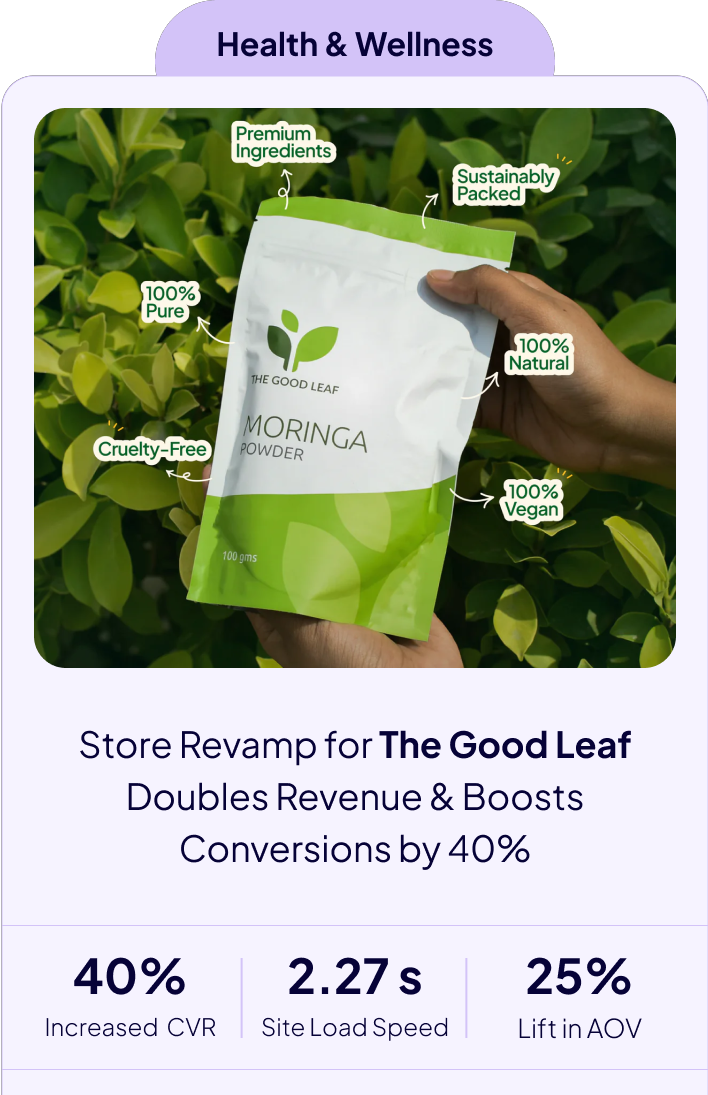 Health & Wellness
Premium
Ingredients
Sustainably
Packed
100%
Pure
100%
Natural
THE GOOD LEAF
MORINGA
POWDER
Cruelty-Free
100%
Vegan
100 gms
Store Revamp for The Good Leaf
Doubles Revenue & Boosts
Conversions by 40%
40%
Increased CVR
2.27 s
Site Load Speed
25%
Lift in AOV